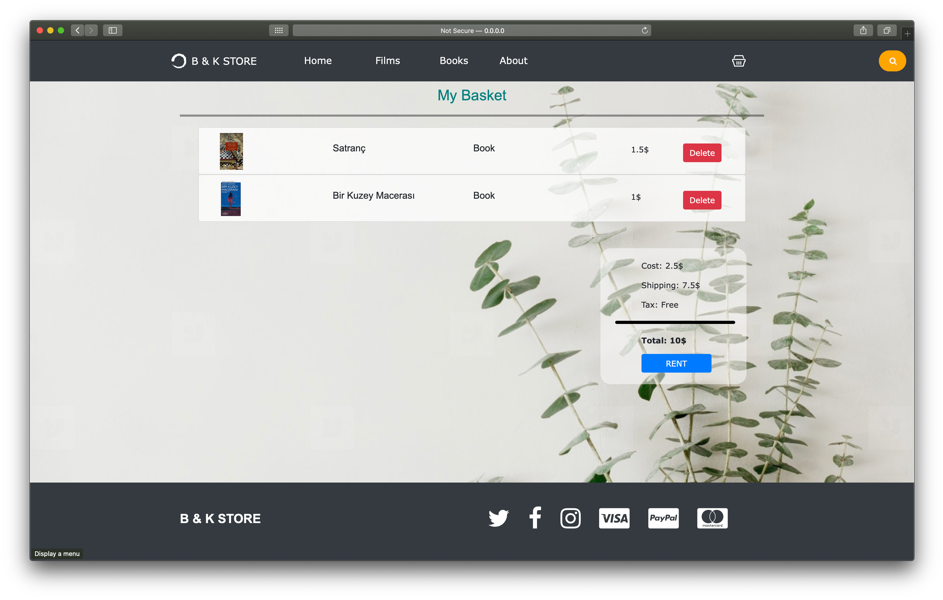 Not Secure — 0.0.0.0
B & K STORE Home Films Books About
My Basket
Satranç Book 1.5$ Delete
Bir Kuzey Macerası Book 1$ Delete
Cost: 2.5$
Shipping: 7.5$
Tax: Free
Total: 10$
RENT
B & K STORE VISA PayPal mastercard
Display a menu